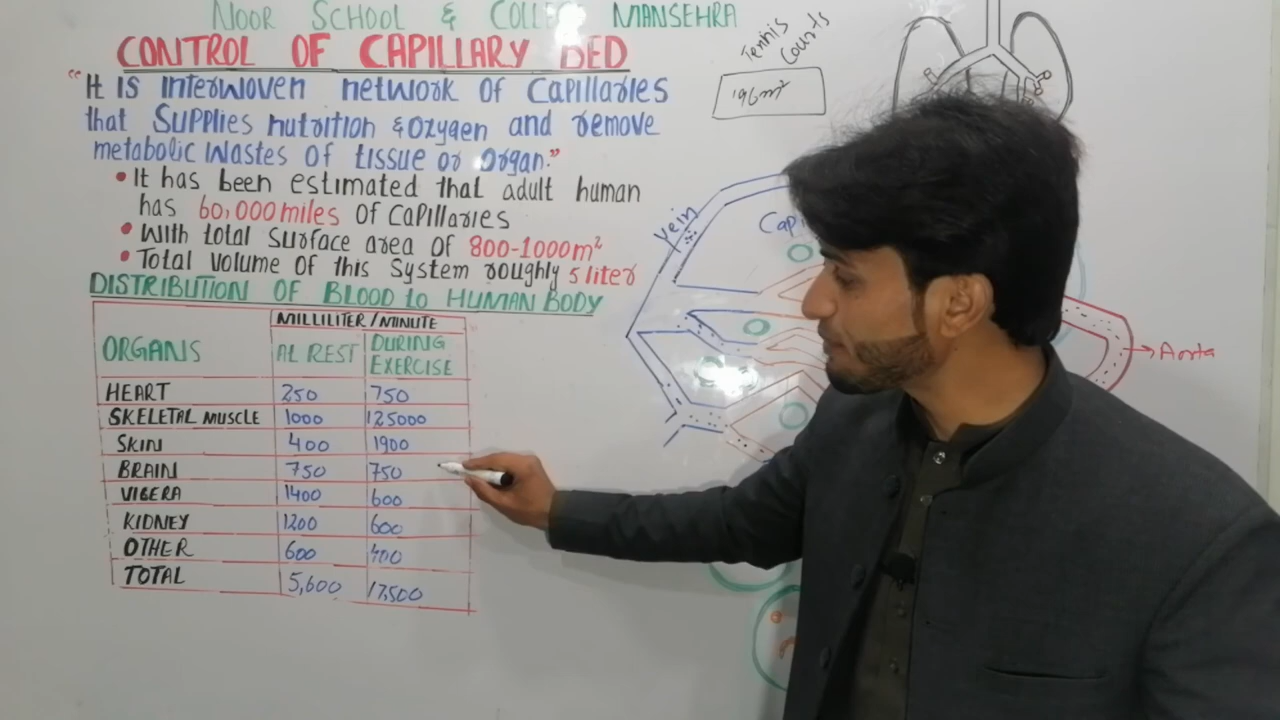 NOOR SCHOOL & COLLEGE MANSEHRA
CONTROL OF CAPILLARY BED
"It is interwoven network of capillaries
that supplies nutrition & oxygen and remove
metabolic wastes of tissue or organ."
• It has been estimated that adult human
has 60,000 miles of capillaries
• With total surface area of 800-1000m²
• Total volume of this system roughly 5 liter
DISTRIBUTION OF BLOOD to HUMAN BODY
ORGANS MILLILITER/MINUTE
AL REST DURING EXERCISE
HEART 250 750
SKELETAL MUSCLE 1000 125000
SKIN 400 1900
BRAIN 750 750
VICERA 1400 600
KIDNEY 1200 600
OTHER 600 400
TOTAL 5,600 17,500
Tennis
Courts
196m²
Vein
Capi
Aorta